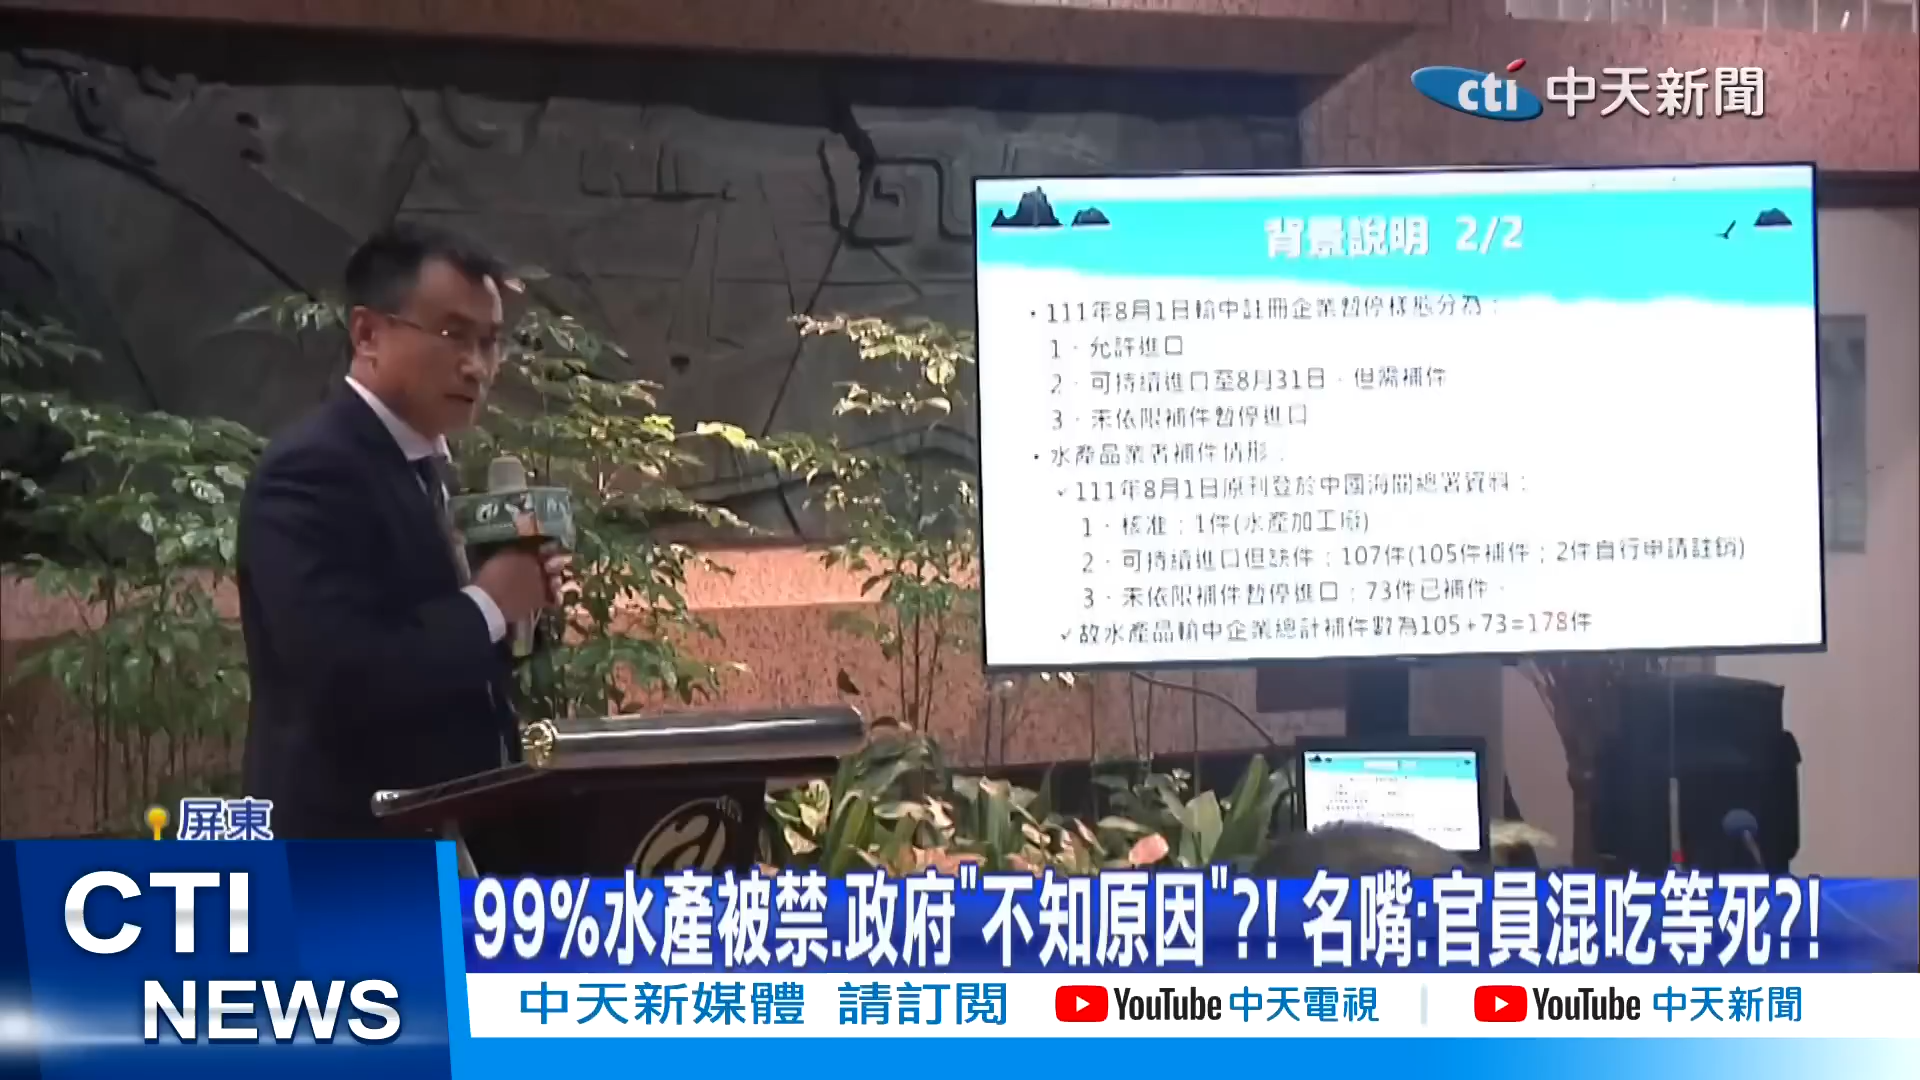 cti 中天新聞
背景說明 2/2
・111年8月1日輸中註冊企業暫停樣態分為：
1、允許進口
2、可持續進口至8月31日，但需補件
3、未依限補件暫停進口
・水產品業者補件情形：
✓111年8月1日原刊登於中國海關總署資料：
1、核准：1件(水產加工廠)
2、可持續進口但缺件：107件(105件補件；2件自行申請註銷)
3、未依限補件暫停進口：73件已補件。
✓故水產品輸中企業總計補件數為105+73=178件
屏東
CTI
NEWS
99%水產被禁.政府"不知原因"?! 名嘴:官員混吃等死?!
中天新媒體 請訂閱 YouTube 中天電視 | YouTube 中天新聞